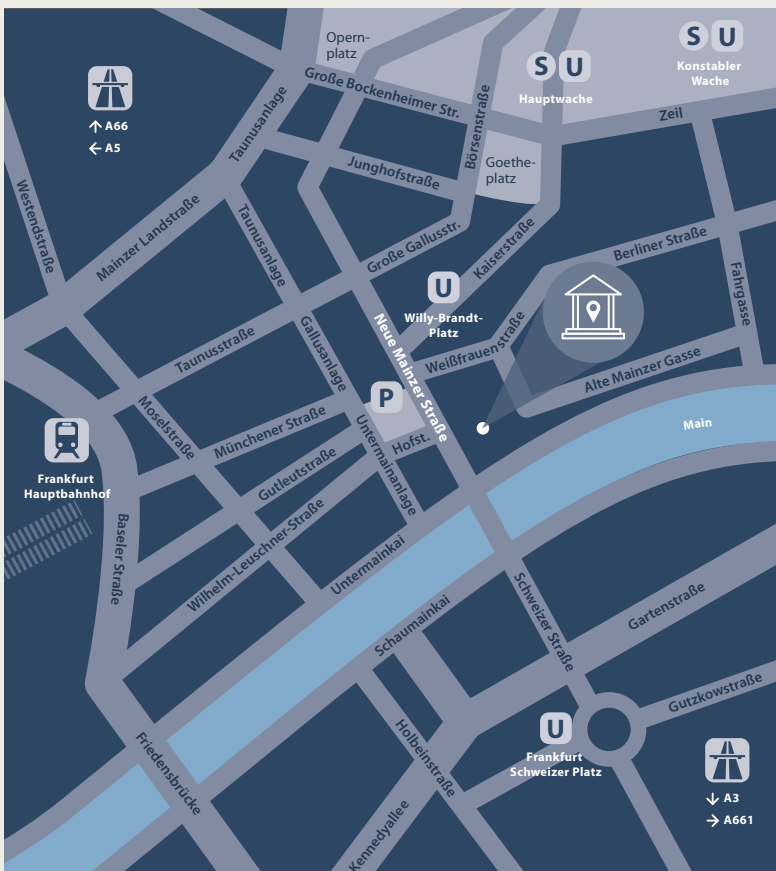 Opern-
platz
S U
Konstabler
Wache
S U
Hauptwache
↑ A66
← A5
Große Bockenheimer Str.
Zeil
Taunusanlage
Börsenstraße
Junghofstraße
Goethe-
platz
Westendstraße
Mainzer Landstraße
Taunusanlage
Große Gallusstr.
Kaiserstraße
Berliner Straße
Fahrgasse
U
Willy-Brandt-
Platz
Taunusstraße
Gallusanlage
Neue Mainzer Straße
Weißfrauenstraße
Alte Mainzer Gasse
P
Moselstraße
Münchener Straße
Hofst.
Untermainanlage
Main
Frankfurt
Hauptbahnhof
Gutleutstraße
Baseler Straße
Wilhelm-Leuschner-Straße
Untermainkai
Schaumainkai
Schweizer Straße
Gartenstraße
Gutzkowstraße
U
Frankfurt
Schweizer Platz
Friedensbrücke
Holbeinstraße
Kennedyallee
↓ A3
→ A661